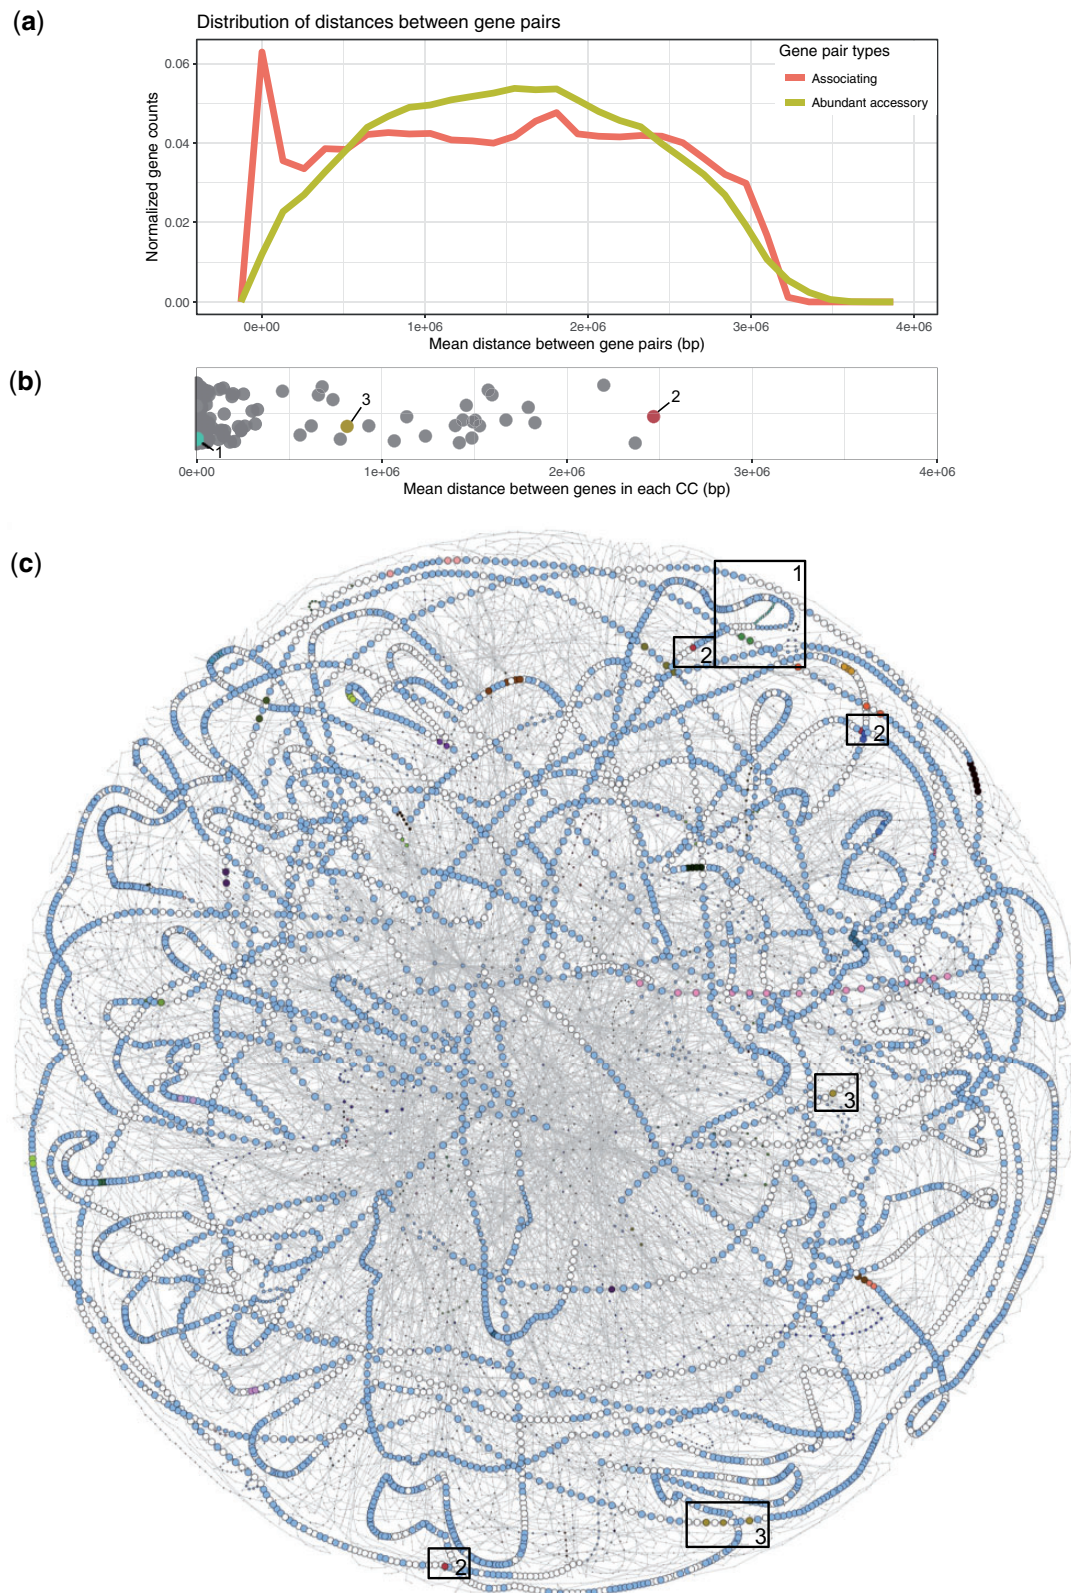 (a)
Distribution of distances between gene pairs
Gene pair types
Associating
Abundant accessory
Normalized gene counts
0.06
0.04
0.02
0.00
0e+00 1e+06 2e+06 3e+06 4e+06
Mean distance between gene pairs (bp)
(b)
3
2
1
0e+00 1e+06 2e+06 3e+06 4e+06
Mean distance between genes in each CC (bp)
(c)
1
2
2
3
3
2